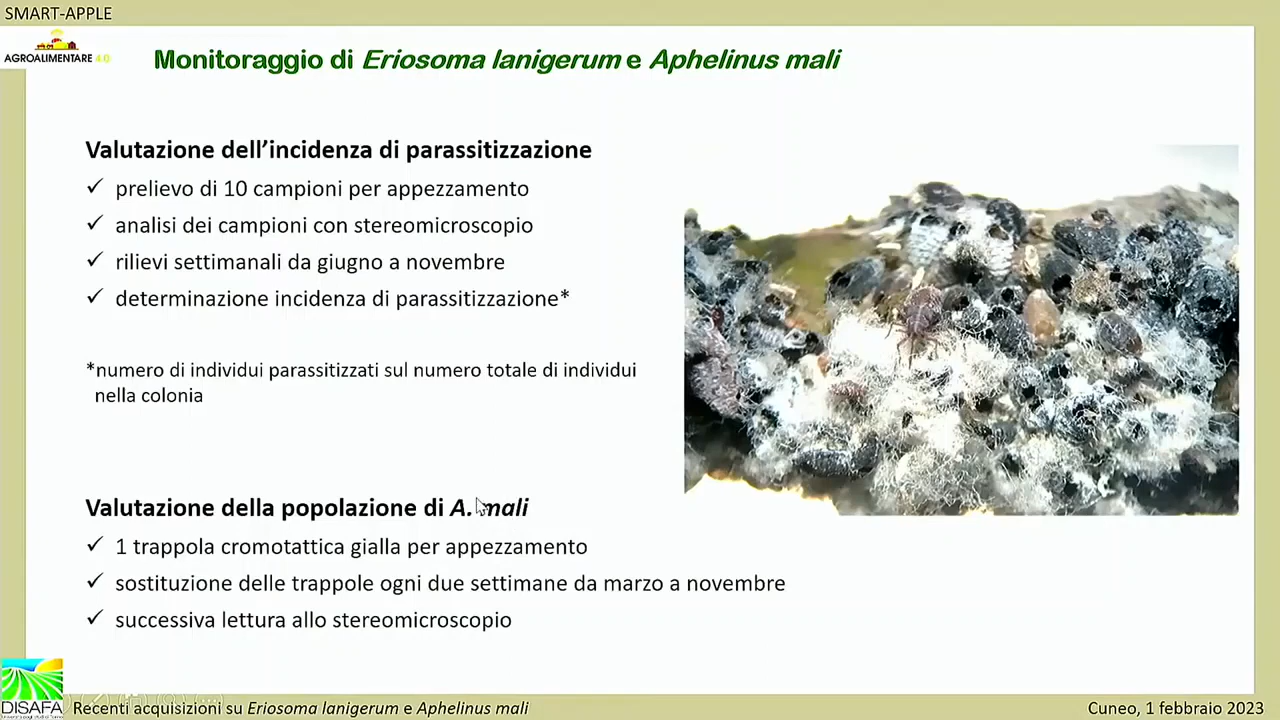 SMART-APPLE
AGROALIMENTARE 4.0
Monitoraggio di Eriosoma lanigerum e Aphelinus mali
Valutazione dell’incidenza di parassitizzazione
✓ prelievo di 10 campioni per appezzamento
✓ analisi dei campioni con stereomicroscopio
✓ rilievi settimanali da giugno a novembre
✓ determinazione incidenza di parassitizzazione*
*numero di individui parassitizzati sul numero totale di individui
nella colonia
Valutazione della popolazione di A. mali
✓ 1 trappola cromotattica gialla per appezzamento
✓ sostituzione delle trappole ogni due settimane da marzo a novembre
✓ successiva lettura allo stereomicroscopio
DISAFA
Recenti acquisizioni su Eriosoma lanigerum e Aphelinus mali
Cuneo, 1 febbraio 2023